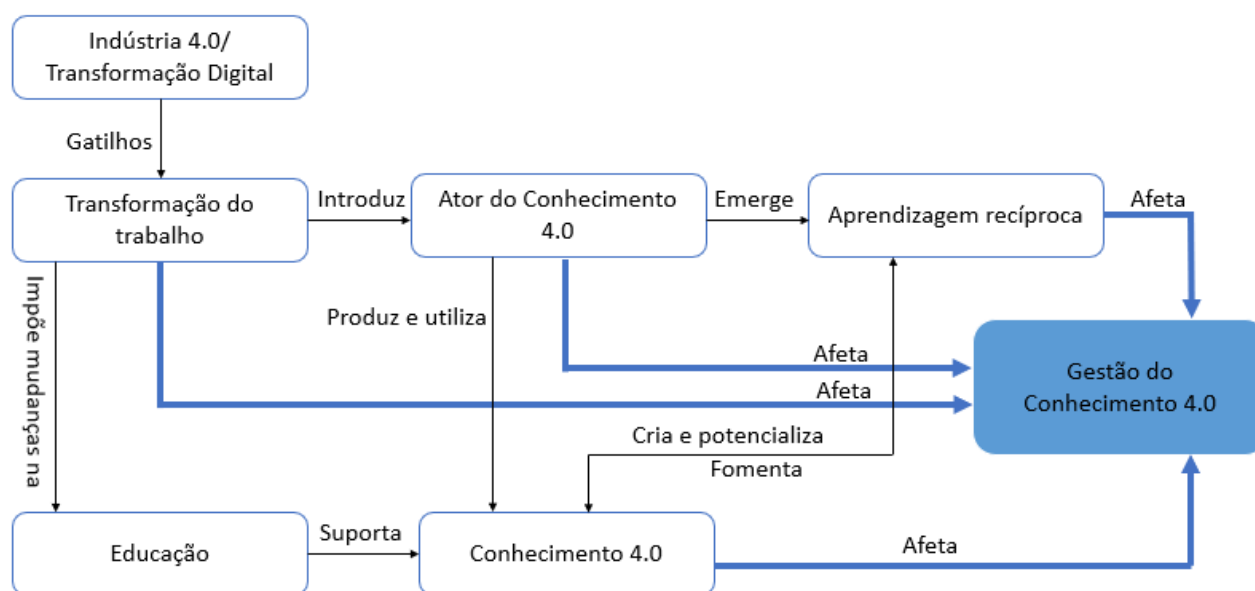 Indústria 4.0/
Transformação Digital
Gatilhos
Transformação do
trabalho
Introduz
Ator do Conhecimento
4.0
Emerge
Aprendizagem recíproca
Afeta
Impõe mudanças na
Produz e utiliza
Afeta
Afeta
Gestão do
Conhecimento 4.0
Cria e potencializa
Fomenta
Educação
Suporta
Conhecimento 4.0
Afeta